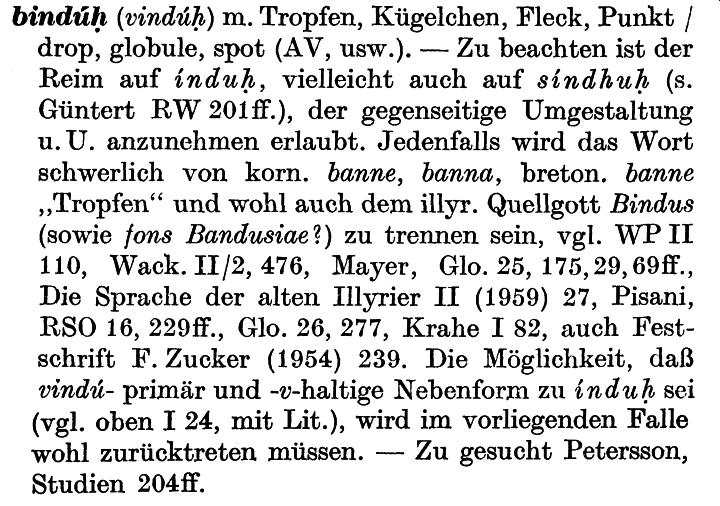 bindúḥ (vindúḥ) m. Tropfen, Kügelchen, Fleck, Punkt /
drop, globule, spot (AV, usw.). — Zu beachten ist der
Reim auf índuḥ, vielleicht auch auf síndhuḥ (s.
Güntert RW 201ff.), der gegenseitige Umgestaltung
u. U. anzunehmen erlaubt. Jedenfalls wird das Wort
schwerlich von korn. banne, banna, breton. banne
„Tropfen“ und wohl auch dem illyr. Quellgott Bindus
(sowie fons Bandusiae?) zu trennen sein, vgl. WP II
110, Wack. II/2, 476, Mayer, Glo. 25, 175, 29, 69ff.,
Die Sprache der alten Illyrier II (1959) 27, Pisani,
RSO 16, 229ff., Glo. 26, 277, Krahe I 82, auch Fest-
schrift F. Zucker (1954) 239. Die Möglichkeit, daß
vindú- primär und -v-haltige Nebenform zu índuḥ sei
(vgl. oben I 24, mit Lit.), wird im vorliegenden Falle
wohl zurücktreten müssen. — Zu gesucht Petersson,
Studien 204ff.